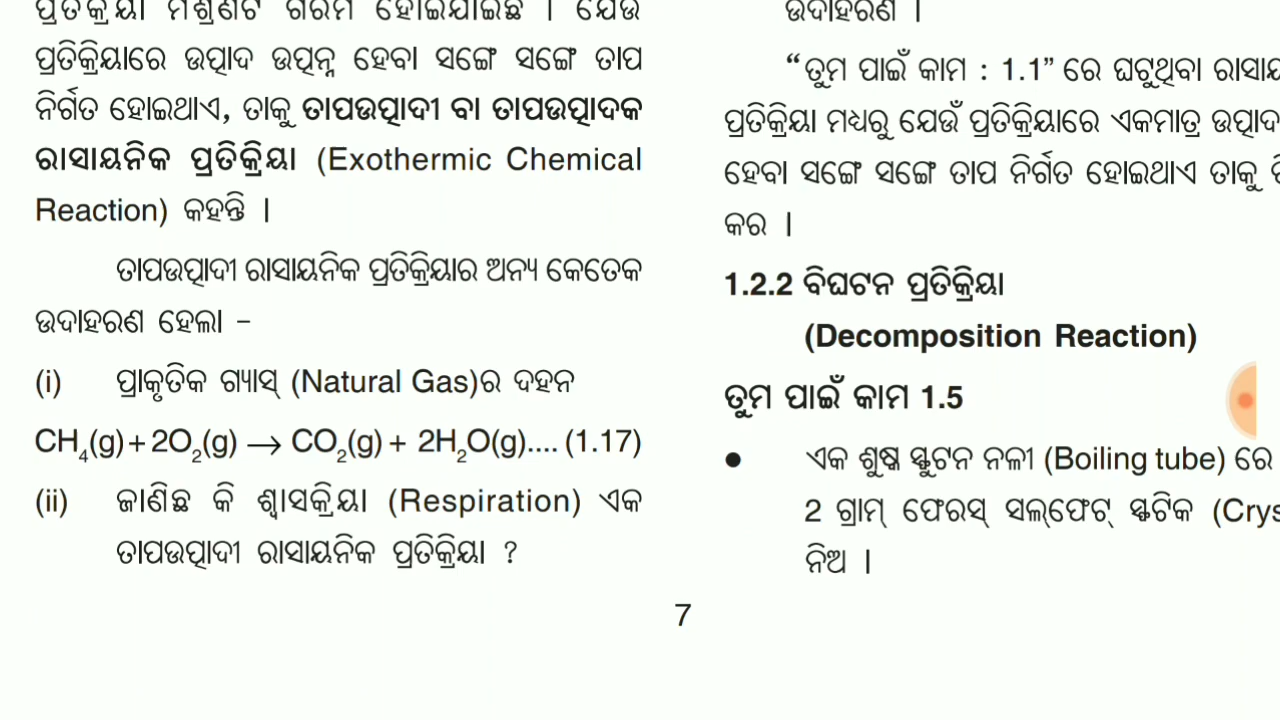 ପ୍ରତିକ୍ରିୟା ମିଶ୍ରଣଟି ଗରମ ହୋଇଯାଇଛି । ଯେଉଁ
ପ୍ରତିକ୍ରିୟାରେ ଉତ୍ପାଦ ଉତ୍ପନ୍ନ ହେବା ସଙ୍ଗେ ସଙ୍ଗେ ତାପ
ନିର୍ଗତ ହୋଇଥାଏ, ତାକୁ ତାପଉତ୍ପାଦୀ ବା ତାପଉତ୍ପାଦକ
ରାସାୟନିକ ପ୍ରତିକ୍ରିୟା (Exothermic Chemical
Reaction) କହନ୍ତି ।
ତାପଉତ୍ପାଦୀ ରାସାୟନିକ ପ୍ରତିକ୍ରିୟାର ଅନ୍ୟ କେତେକ
ଉଦାହରଣ ହେଲା –
(i) ପ୍ରାକୃତିକ ଗ୍ୟାସ୍ (Natural Gas)ର ଦହନ
CH₄(g)+2O₂(g) → CO₂(g)+ 2H₂O(g).... (1.17)
(ii) ଜାଣିଛ କି ଶ୍ୱାସକ୍ରିୟା (Respiration) ଏକ
ତାପଉତ୍ପାଦୀ ରାସାୟନିକ ପ୍ରତିକ୍ରିୟା ?
ଉଦାହରଣ ।
“ତୁମ ପାଇଁ କାମ : 1.1” ରେ ଘଟୁଥିବା
ପ୍ରତିକ୍ରିୟା ମଧ୍ୟରୁ ଯେଉଁ ପ୍ରତିକ୍ରିୟାରେ ଏକମାତ୍ର ଉତ୍ପାଦ
ହେବା ସଙ୍ଗେ ସଙ୍ଗେ ତାପ ନିର୍ଗତ ହୋଇଥାଏ ତାକୁ
କର ।
1.2.2 ବିଘଟନ ପ୍ରତିକ୍ରିୟା
(Decomposition Reaction)
ତୁମ ପାଇଁ କାମ 1.5
● ଏକ ଶୁଷ୍କ ସ୍ଫୁଟନ ନଳୀ (Boiling tube) ରେ
2 ଗ୍ରାମ୍ ଫେରସ୍ ସଲ୍‌ଫେଟ୍ ସ୍ଫଟିକ
ନିଅ ।
7